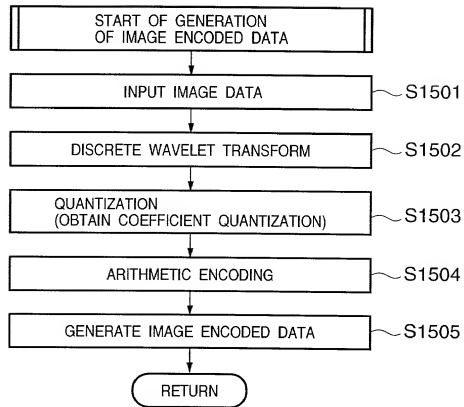 START OF GENERATION
OF IMAGE ENCODED DATA
INPUT IMAGE DATA
S1501
DISCRETE WAVELET TRANSFORM
S1502
QUANTIZATION
(OBTAIN COEFFICIENT QUANTIZATION)
S1503
ARITHMETIC ENCODING
S1504
GENERATE IMAGE ENCODED DATA
S1505
RETURN